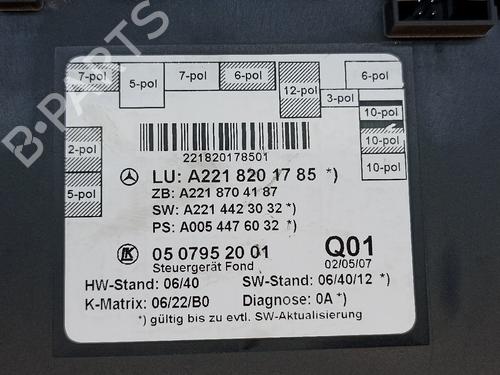 7-pol
5-pol
7-pol
6-pol
12-pol
6-pol
3-pol
10-pol
10-pol
10-pol
2-pol
5-pol
221820178501
LU: A221 820 17 85 *)
ZB: A221 870 41 87
SW: A221 442 30 32 *)
PS: A005 447 60 32 *)
LK 05 0795 20 01
Q01
Steuergerät Fond
02/05/07
HW-Stand: 06/40
SW-Stand: 06/40/12 *)
K-Matrix: 06/22/B0
Diagnose: 0A *)
*) gültig bis zu evtl. SW-Aktualisierung
B-PARTS